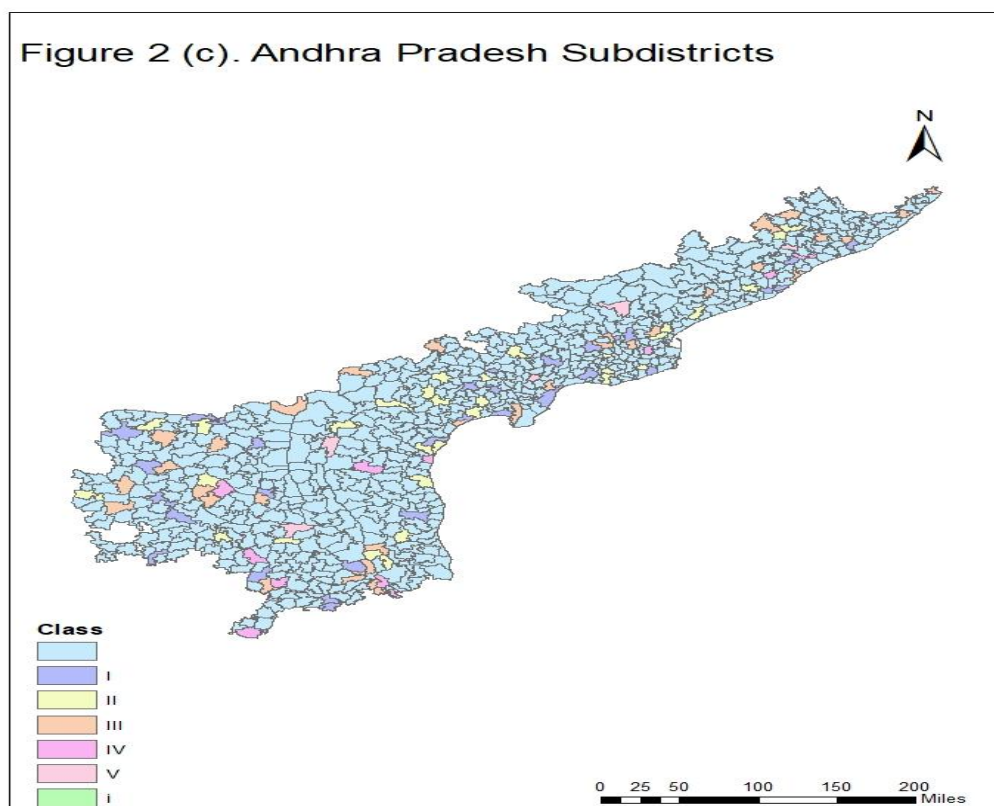 Figure 2 (c). Andhra Pradesh Subdistricts
N
Class
I
II
III
IV
V
i
0 25 50 100 150 200
Miles